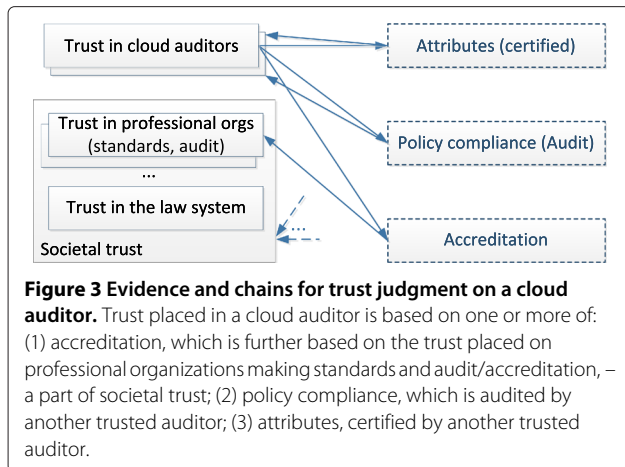 Trust in cloud auditors
Attributes (certified)
Trust in professional orgs
(standards, audit)
Policy compliance (Audit)
...
Trust in the law system
...
Accreditation
Societal trust
Figure 3 Evidence and chains for trust judgment on a cloud
auditor. Trust placed in a cloud auditor is based on one or more of:
(1) accreditation, which is further based on the trust placed on
professional organizations making standards and audit/accreditation, –
a part of societal trust; (2) policy compliance, which is audited by
another trusted auditor; (3) attributes, certified by another trusted
auditor.